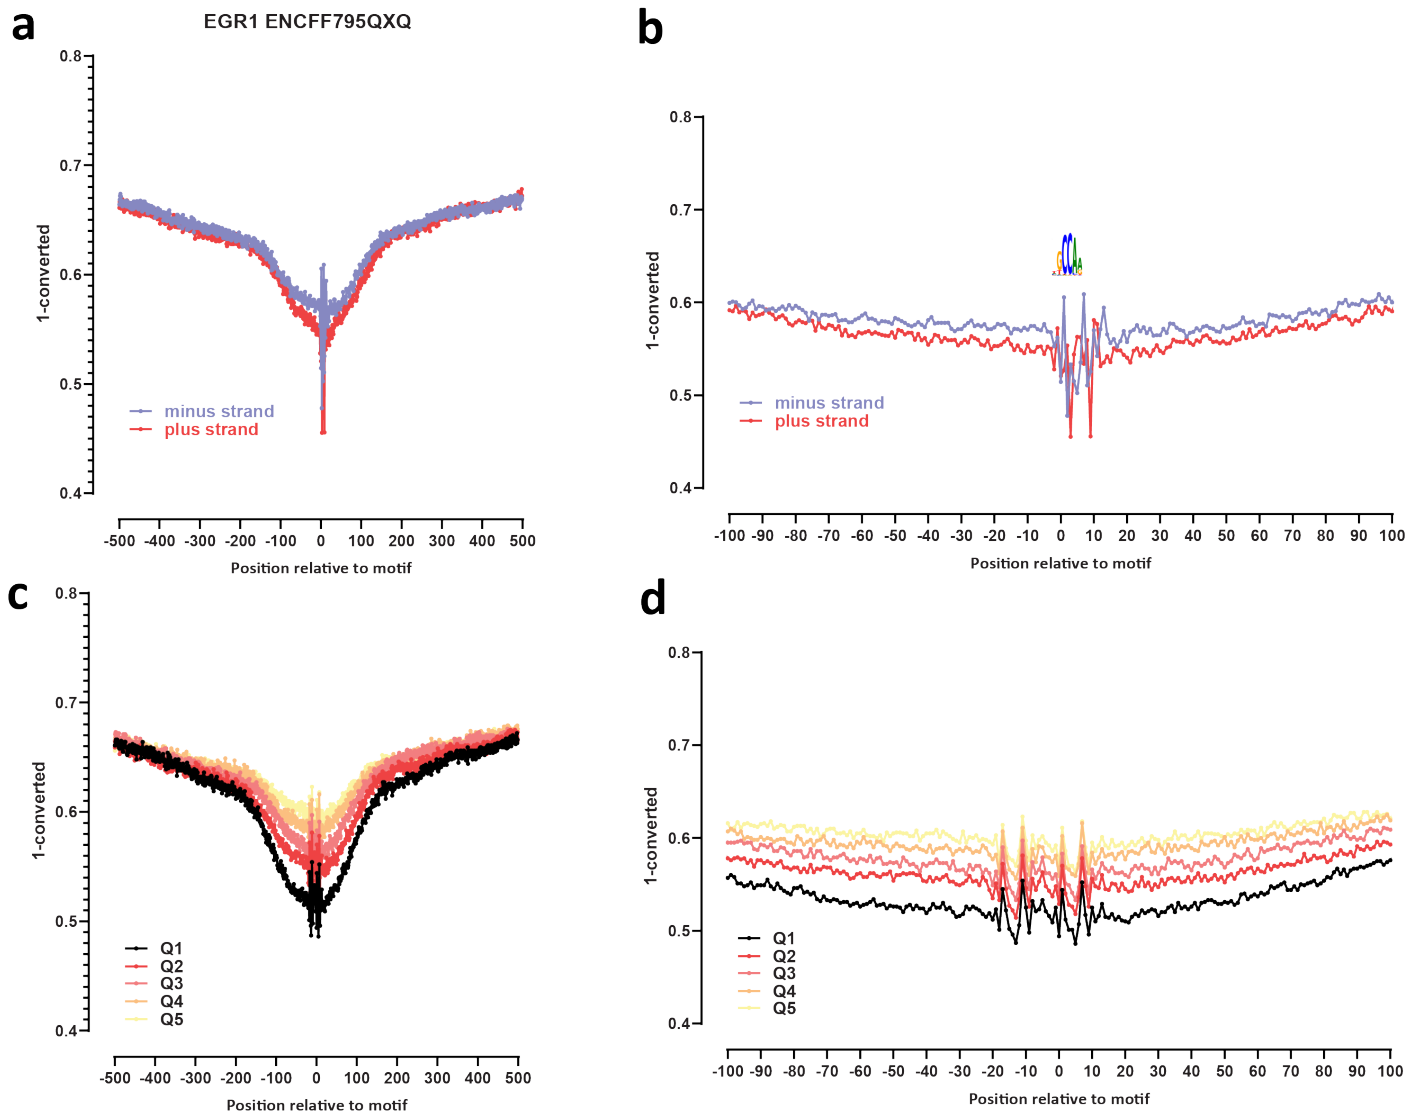 a
EGR1 ENCFF795QXQ
0.8
0.7
0.6
0.5
0.4
1-converted
minus strand
plus strand
-500 -400 -300 -200 -100 0 100 200 300 400 500
Position relative to motif
b
0.8
0.7
0.6
0.5
0.4
1-converted
GCCAA
minus strand
plus strand
-100 -90 -80 -70 -60 -50 -40 -30 -20 -10 0 10 20 30 40 50 60 70 80 90 100
Position relative to motif
c
0.8
0.7
0.6
0.5
0.4
1-converted
Q1
Q2
Q3
Q4
Q5
-500 -400 -300 -200 -100 0 100 200 300 400 500
Position relative to motif
d
0.8
0.7
0.6
0.5
0.4
1-converted
Q1
Q2
Q3
Q4
Q5
-100 -90 -80 -70 -60 -50 -40 -30 -20 -10 0 10 20 30 40 50 60 70 80 90 100
Position relative to motif